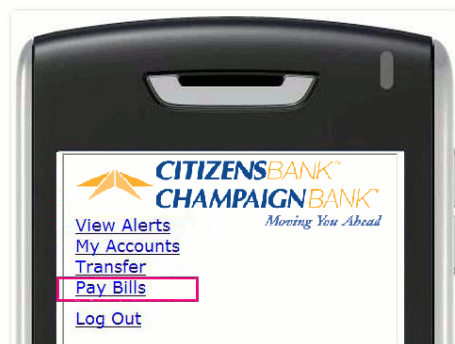 CITIZENSBANK™
CHAMPAIGNBANK™
Moving You Ahead
View Alerts
My Accounts
Transfer
Pay Bills
Log Out